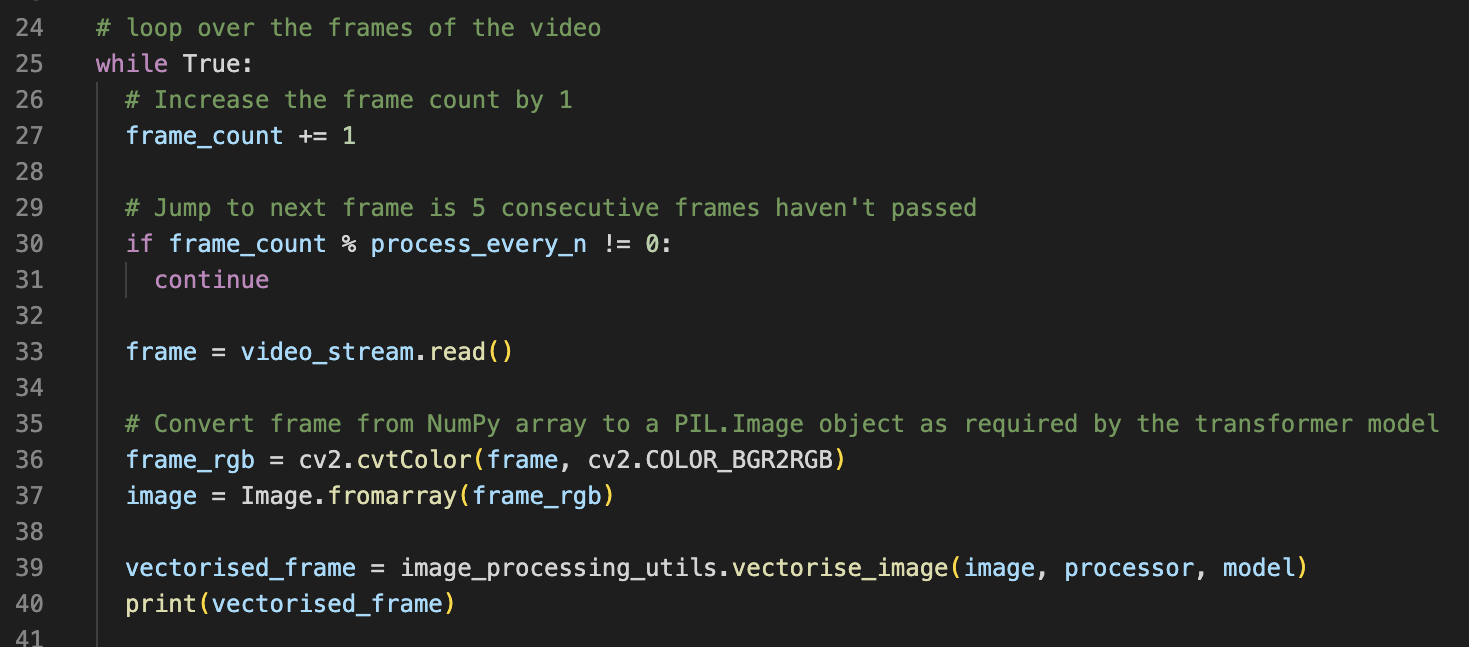 24 # loop over the frames of the video
25 while True:
26 # Increase the frame count by 1
27 frame_count += 1
28
29 # Jump to next frame is 5 consecutive frames haven't passed
30 if frame_count % process_every_n != 0:
31 continue
32
33 frame = video_stream.read()
34
35 # Convert frame from NumPy array to a PIL.Image object as required by the transformer model
36 frame_rgb = cv2.cvtColor(frame, cv2.COLOR_BGR2RGB)
37 image = Image.fromarray(frame_rgb)
38
39 vectorised_frame = image_processing_utils.vectorise_image(image, processor, model)
40 print(vectorised_frame)
41